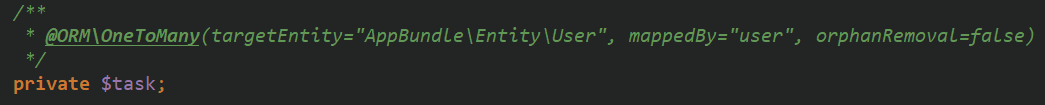 /**
 * @ORM\OneToMany(targetEntity="AppBundle\Entity\User", mappedBy="user", orphanRemoval=false)
 */
private $task;